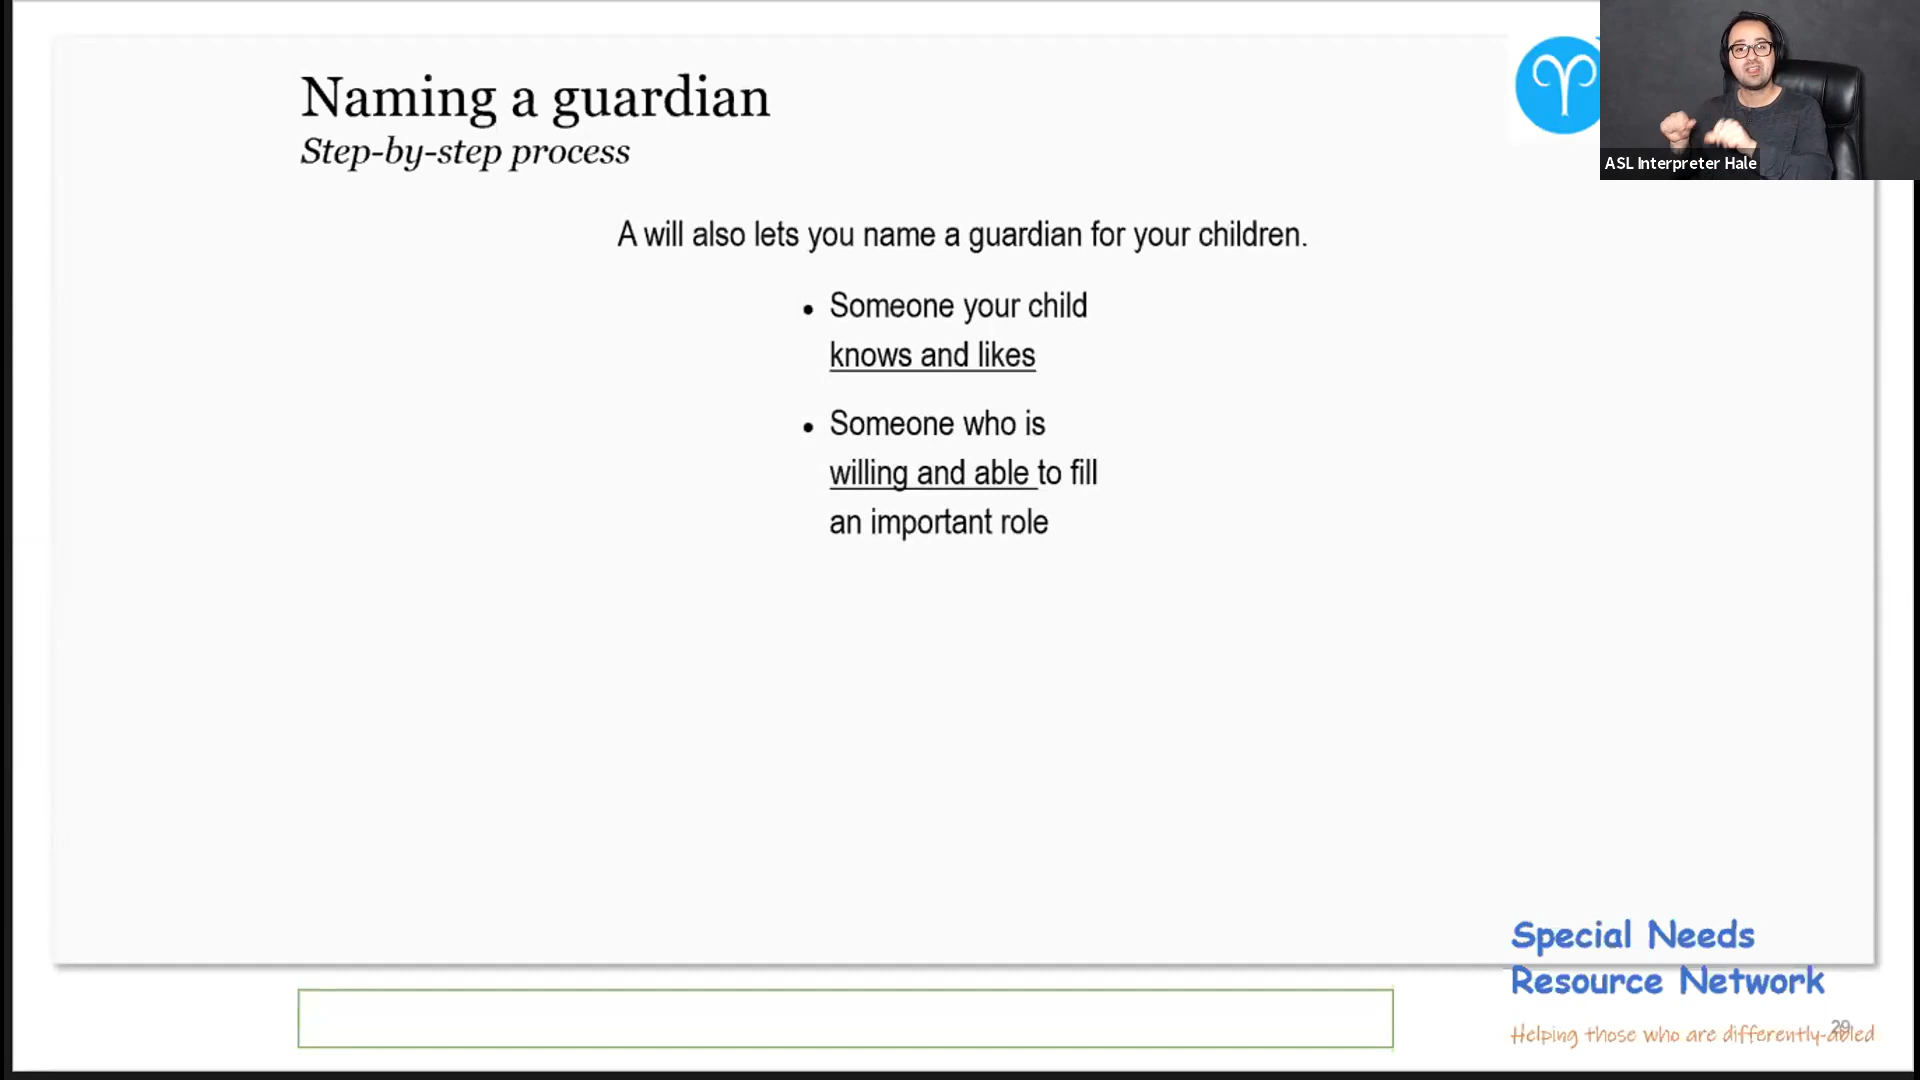 Naming a guardian
Step-by-step process
ASL Interpreter Hale
A will also lets you name a guardian for your children.
• Someone your child
knows and likes
• Someone who is
willing and able to fill
an important role
Special Needs
Resource Network
Helping those who are differently-abled
29